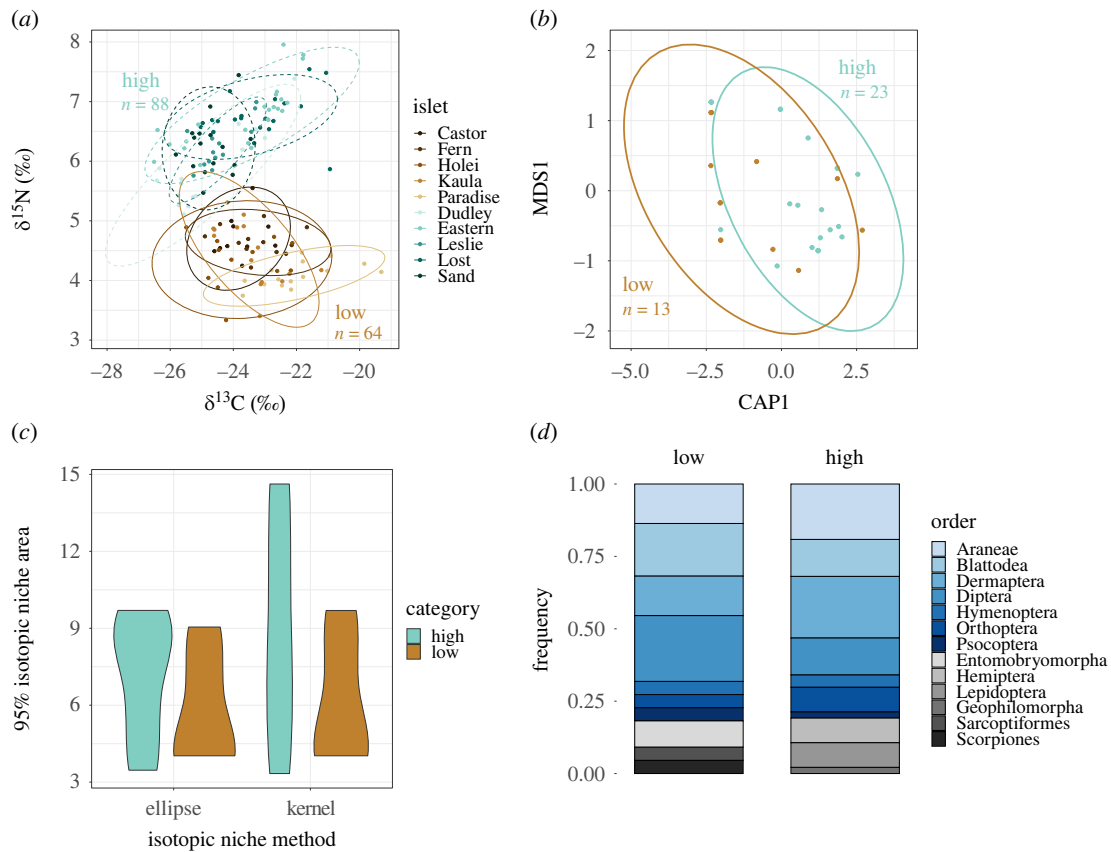 (a)
8
7
6
5
4
3
δ15N (‰)
high
n = 88
low
n = 64
−28
−26
−24
−22
−20
δ13C (‰)
islet
Castor
Fern
Holei
Kaula
Paradise
Dudley
Eastern
Leslie
Lost
Sand
(b)
2
1
0
−1
−2
MDS1
high
n = 23
low
n = 13
−5.0
−2.5
0
2.5
CAP1
(c)
15
12
9
6
3
95% isotopic niche area
ellipse
kernel
isotopic niche method
category
high
low
(d)
low
high
1.00
0.75
0.50
0.25
0.00
frequency
order
Araneae
Blattodea
Dermaptera
Diptera
Hymenoptera
Orthoptera
Psocoptera
Entomobryomorpha
Hemiptera
Lepidoptera
Geophilomorpha
Sarcoptiformes
Scorpiones